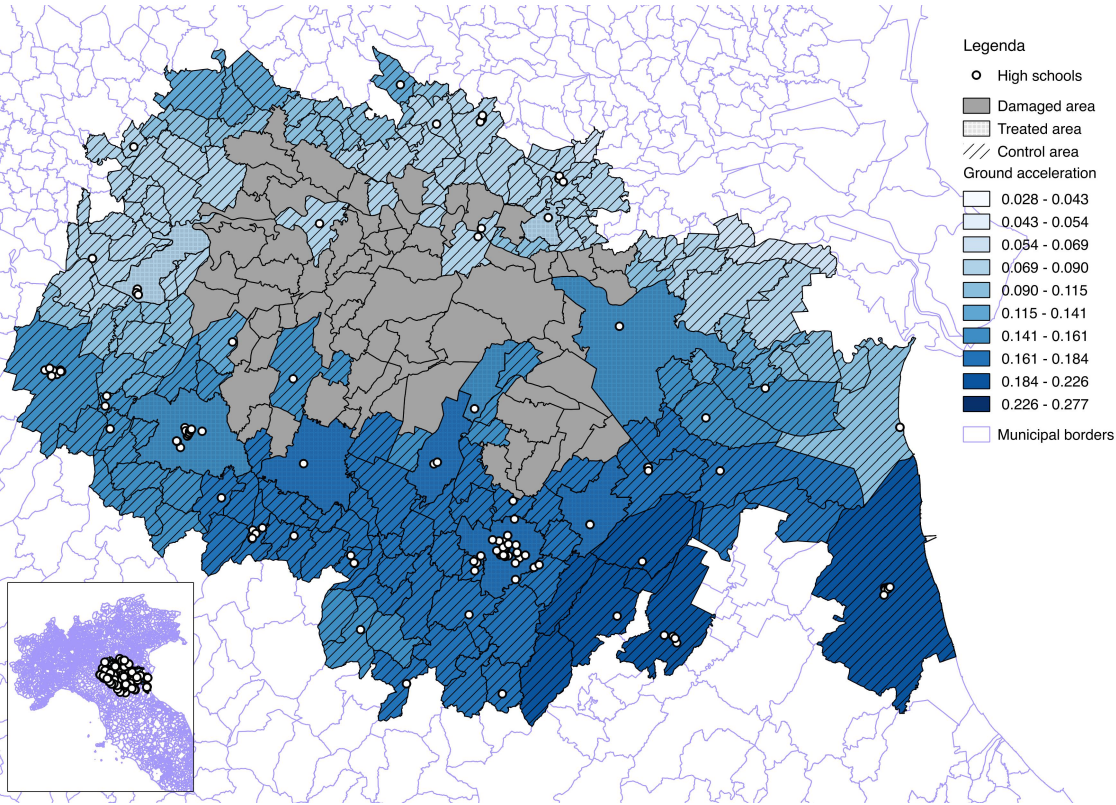 Legenda
High schools
Damaged area
Treated area
Control area
Ground acceleration
0.028 - 0.043
0.043 - 0.054
0.054 - 0.069
0.069 - 0.090
0.090 - 0.115
0.115 - 0.141
0.141 - 0.161
0.161 - 0.184
0.184 - 0.226
0.226 - 0.277
Municipal borders